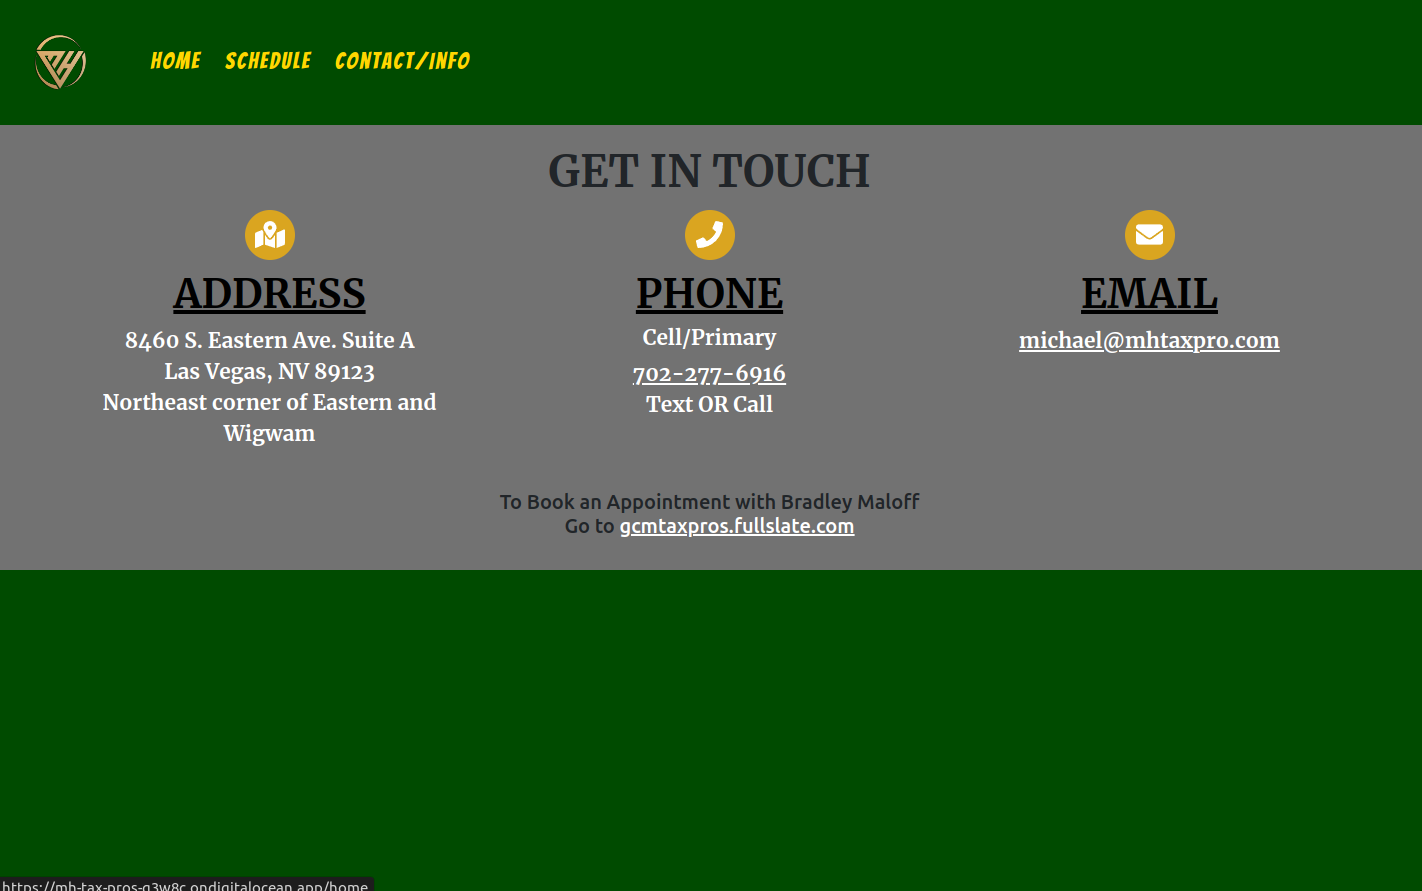 MH
HOME SCHEDULE CONTACT/INFO
GET IN TOUCH
ADDRESS
8460 S. Eastern Ave. Suite A
Las Vegas, NV 89123
Northeast corner of Eastern and
Wigwam
PHONE
Cell/Primary
702-277-6916
Text OR Call
EMAIL
michael@mhtaxpro.com
To Book an Appointment with Bradley Maloff
Go to gcmtaxpros.fullslate.com
https://mh-tax-pros-q3w8c.ondigitalocean.app/home